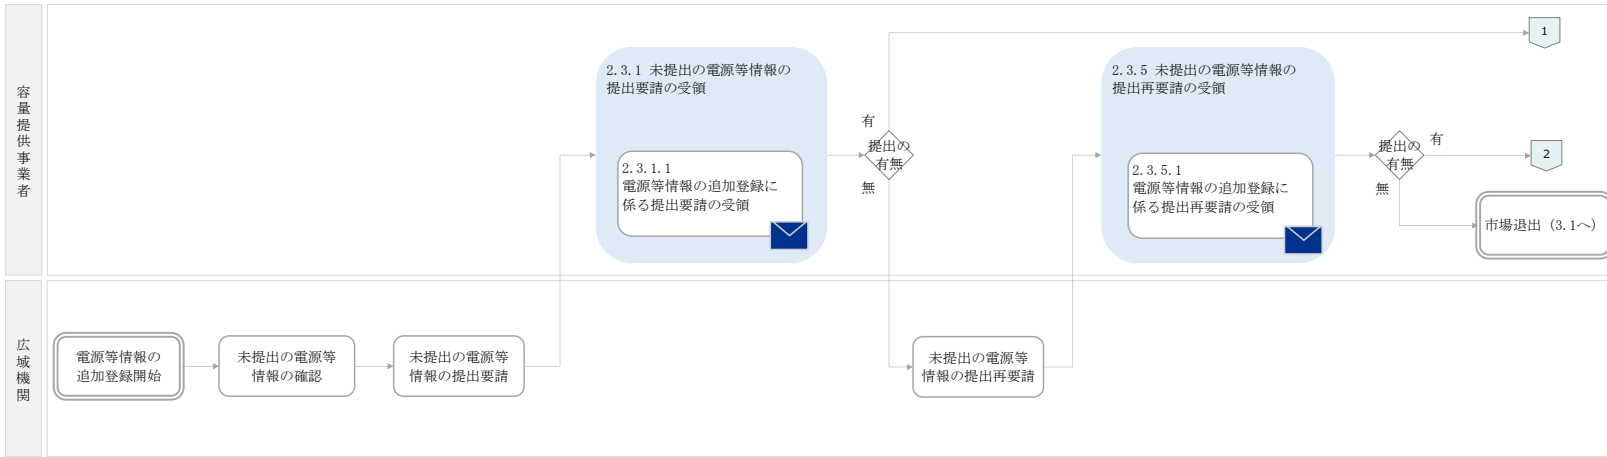 容量提供事業者
1
2.3.1 未提出の電源等情報の
提出要請の受領
2.3.1.1
電源等情報の追加登録に
係る提出要請の受領
有
提出の
有無
無
2.3.5 未提出の電源等情報の
提出再要請の受領
2.3.5.1
電源等情報の追加登録に
係る提出再要請の受領
提出の
有無
有
無
2
市場退出（3.1へ）
広域機関
電源等情報の
追加登録開始
未提出の電源等
情報の確認
未提出の電源等
情報の提出要請
未提出の電源等
情報の提出再要請